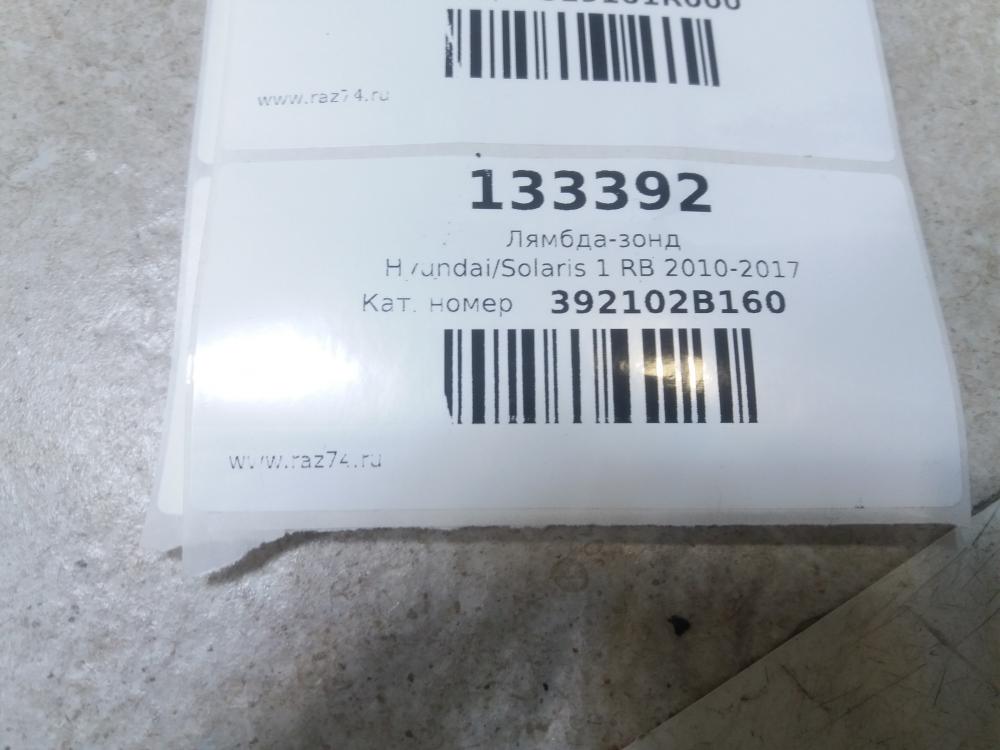 www.raz74.ru
133392
Лямбда-зонд
Hyundai/Solaris 1 RB 2010-2017
Кат. номер 392102B160
www.raz74.ru